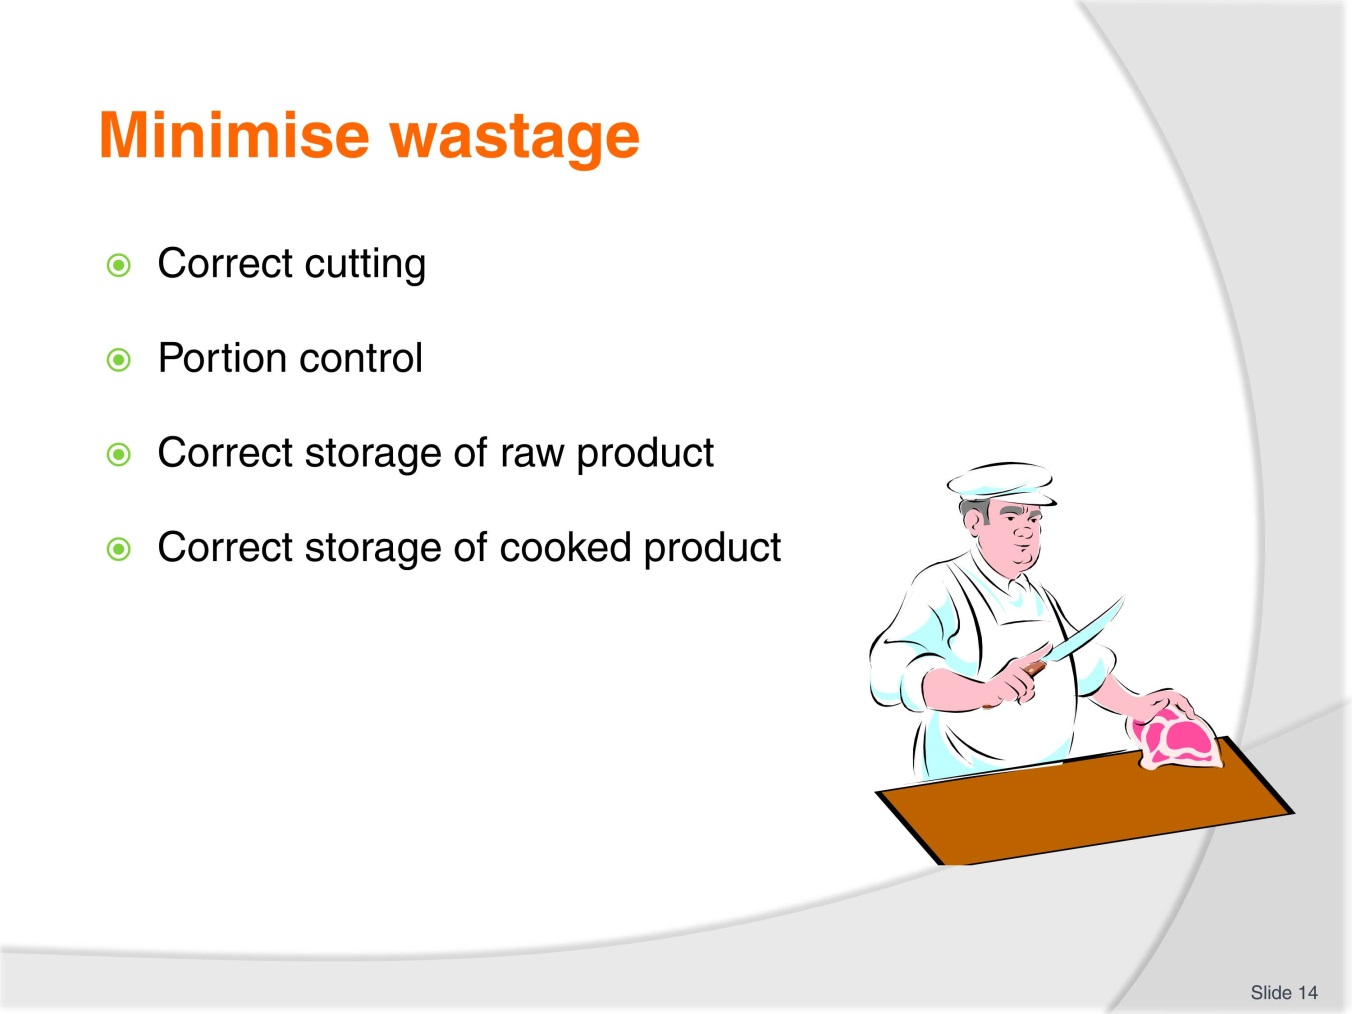 Minimise wastage
Correct cutting
Portion control
Correct storage of raw product
Correct storage of cooked product
Slide 14